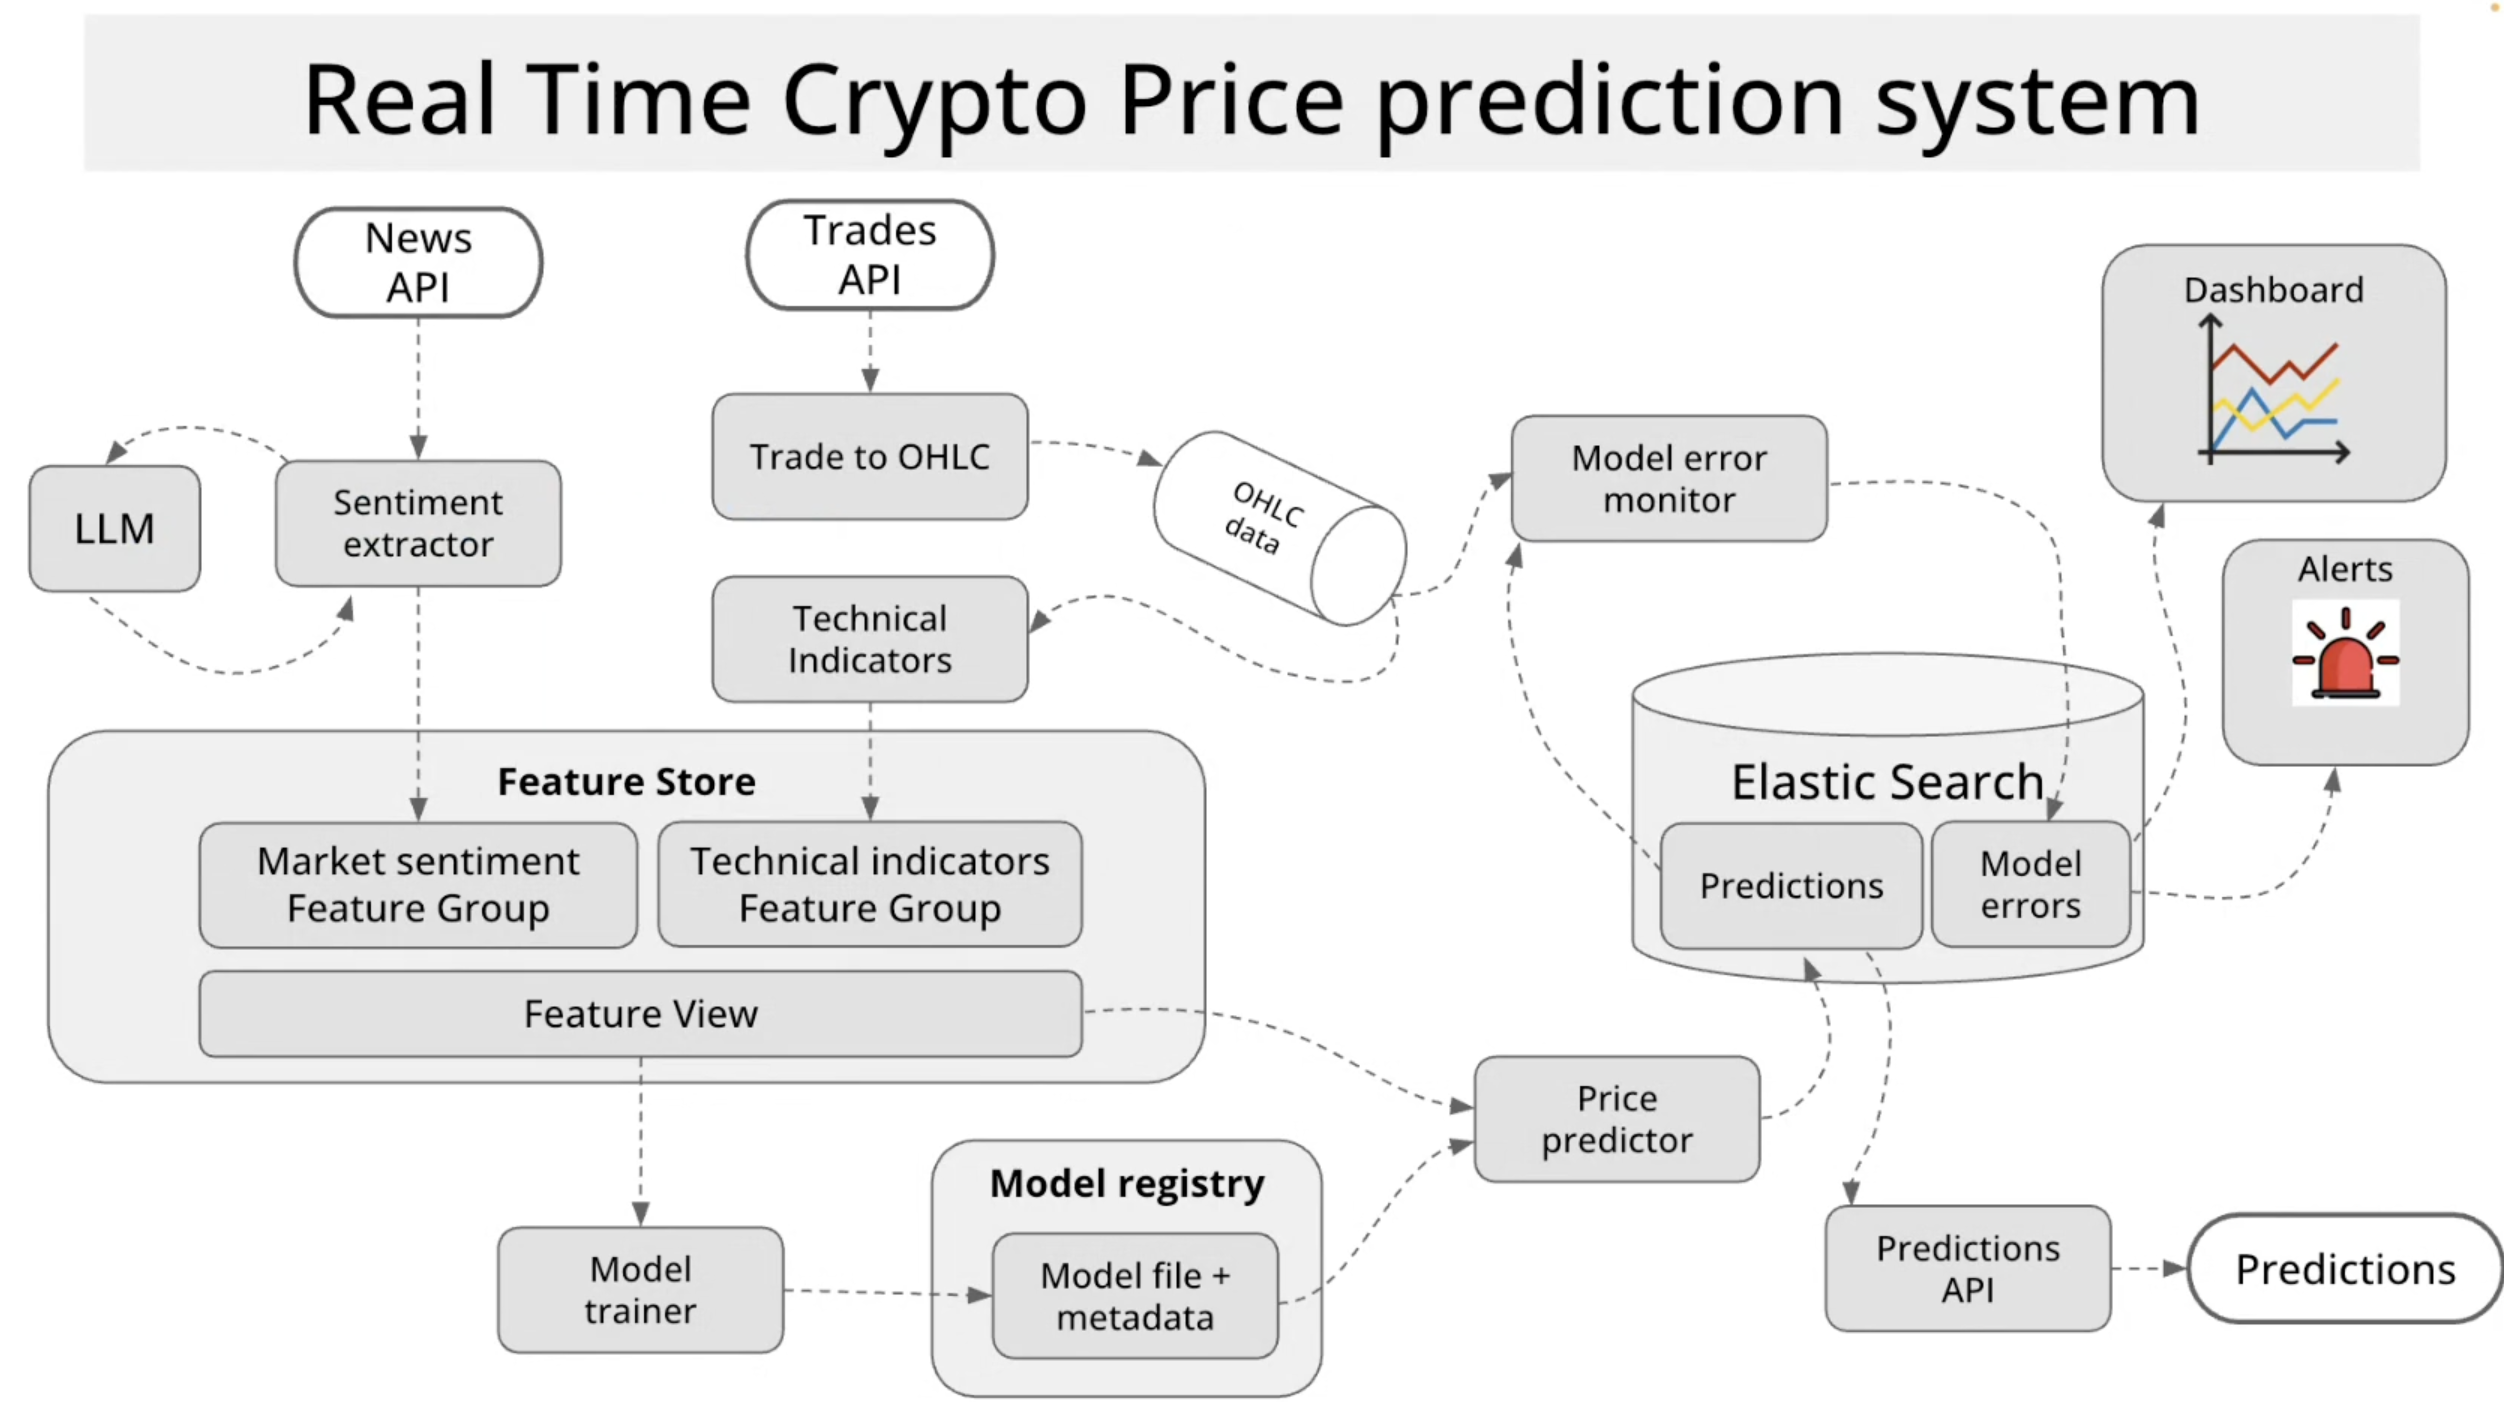 Real Time Crypto Price prediction system
News
API
Trades
API
Dashboard
Trade to OHLC
OHLC
data
Model error
monitor
LLM
Sentiment
extractor
Alerts
Technical
Indicators
Feature Store
Market sentiment
Feature Group
Technical indicators
Feature Group
Feature View
Elastic Search
Predictions
Model
errors
Price
predictor
Model registry
Model
trainer
Model file +
metadata
Predictions
API
Predictions